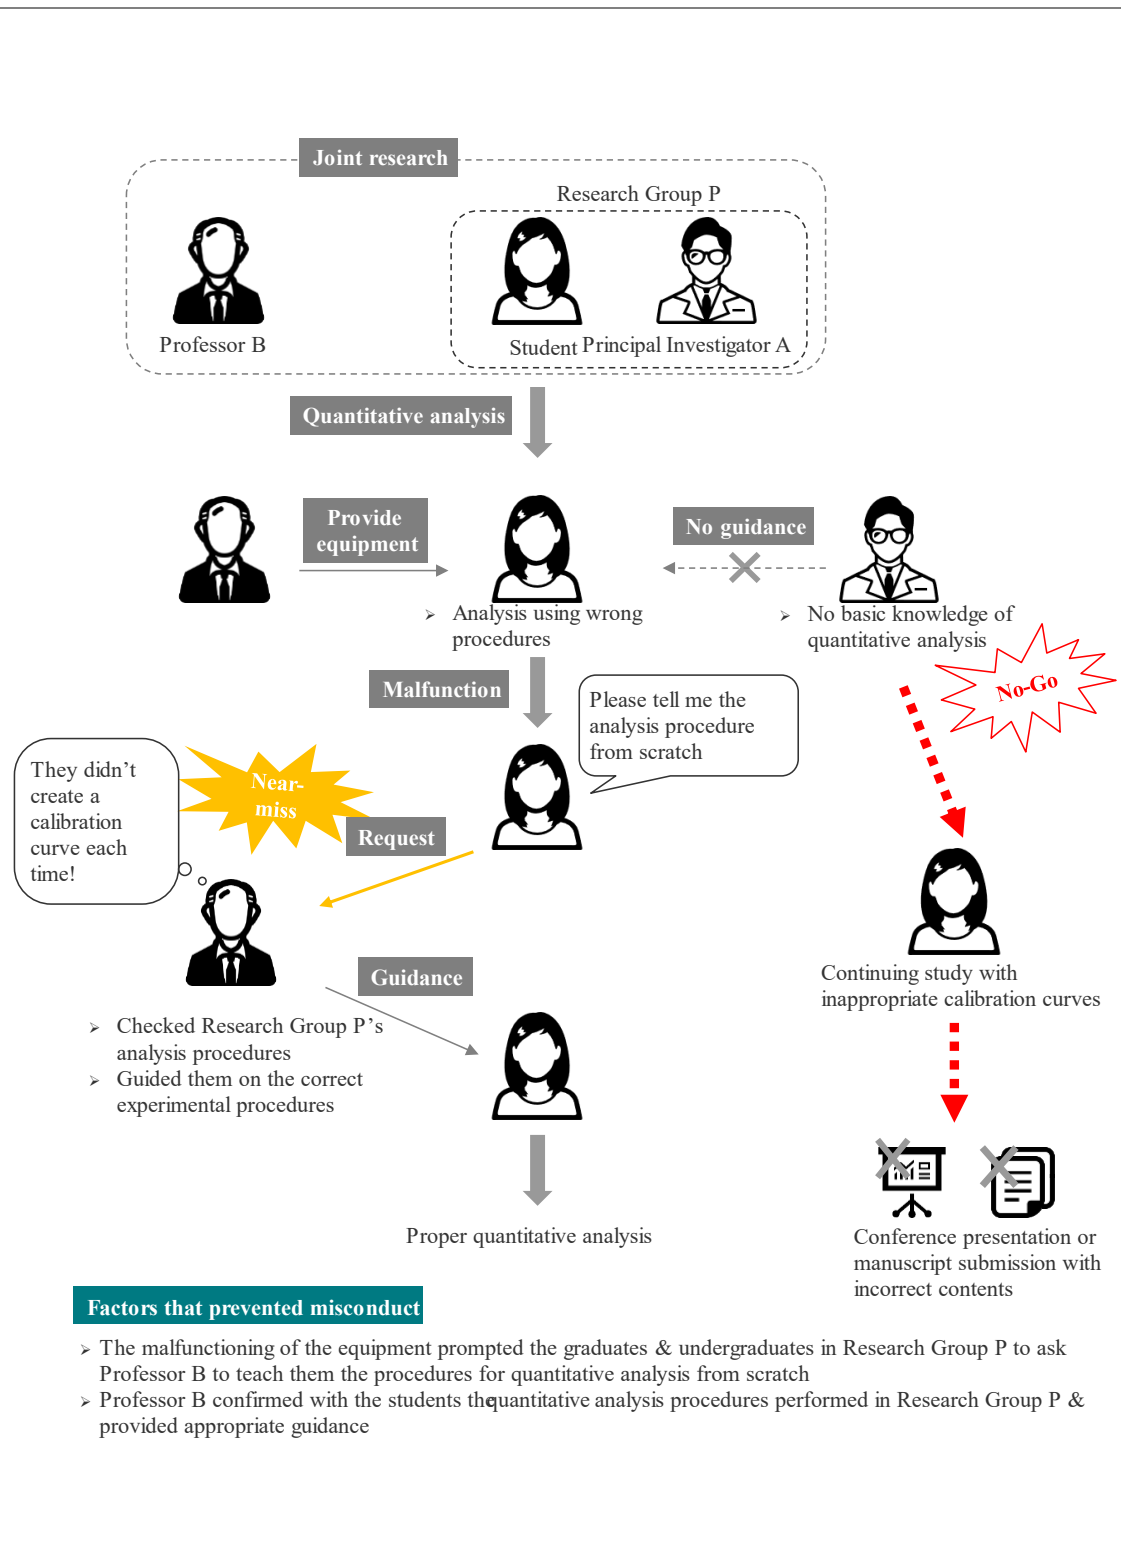 Joint research
Research Group P
Professor B
Student
Principal Investigator A
Quantitative analysis
Provide
equipment
No guidance
➢ Analysis using wrong
procedures
➢ No basic knowledge of
quantitative analysis
No-Go
Malfunction
Please tell me the
analysis procedure
from scratch
They didn’t
create a
calibration
curve each
time!
Near-
miss
Request
Guidance
Continuing study with
inappropriate calibration curves
➢ Checked Research Group P’s
analysis procedures
➢ Guided them on the correct
experimental procedures
Proper quantitative analysis
Conference presentation or
manuscript submission with
incorrect contents
Factors that prevented misconduct
➢ The malfunctioning of the equipment prompted the graduates & undergraduates in Research Group P to ask
Professor B to teach them the procedures for quantitative analysis from scratch
➢ Professor B confirmed with the students the quantitative analysis procedures performed in Research Group P &
provided appropriate guidance